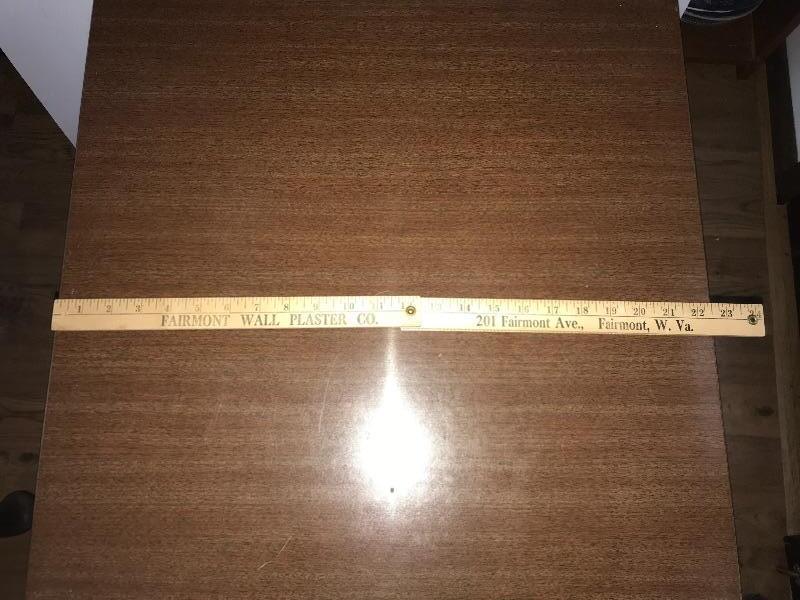 1 2 3 4 5 6 7 8 9 10 11 13 14 15 16 17 18 19 20 21 22 23 24
FAIRMONT WALL PLASTER CO. 201 Fairmont Ave., Fairmont, W. Va.